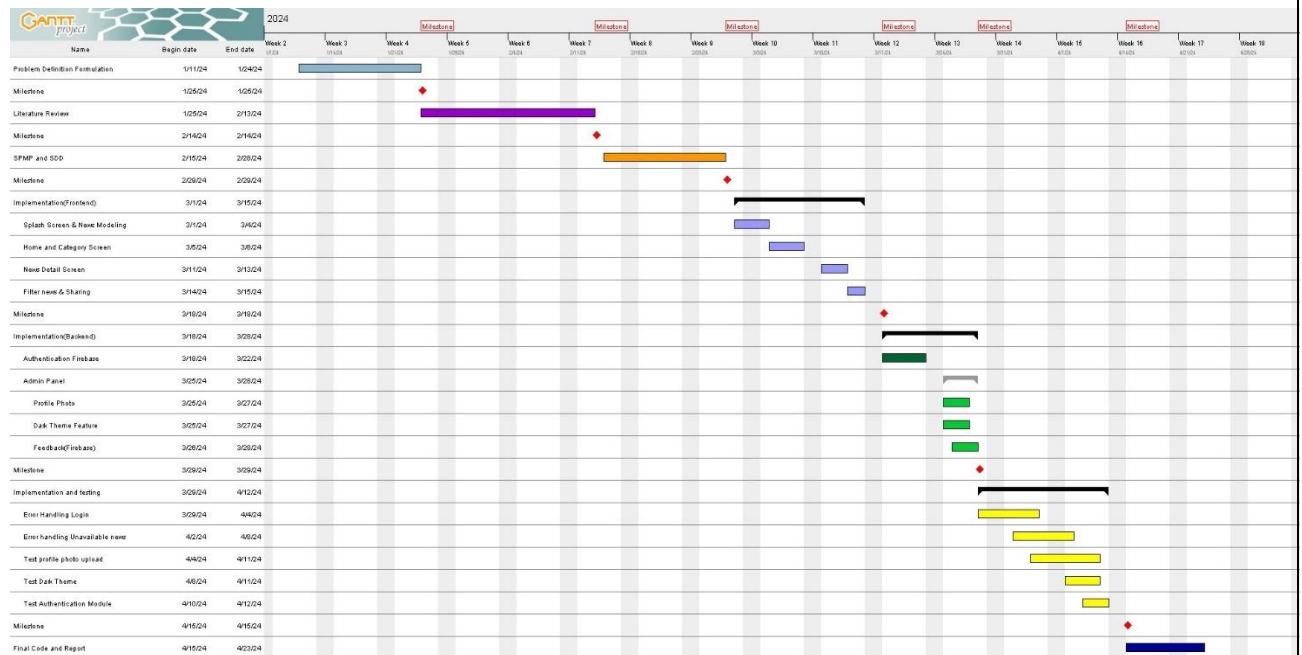 GANTT
project
2024
Milestone Milestone Milestone Milestone Milestone Milestone
Name Begin date End date
Week 2 Week 3 Week 4 Week 5 Week 6 Week 7 Week 8 Week 9 Week 10 Week 11 Week 12 Week 13 Week 14 Week 15 Week 16 Week 17 Week 18
Problem Definition Formulation 1/11/24 1/24/24
Milestone 1/25/24 1/25/24
Literature Review 1/25/24 2/13/24
Milestone 2/14/24 2/14/24
SPMP and SDD 2/15/24 2/28/24
Milestone 2/29/24 2/29/24
Implementation(Frontend) 3/1/24 3/15/24
Splash Screen & News Modeling 3/1/24 3/4/24
Home and Category Screen 3/5/24 3/8/24
News Detail Screen 3/11/24 3/13/24
Filter news & Sharing 3/14/24 3/15/24
Milestone 3/18/24 3/18/24
Implementation(Backend) 3/18/24 3/28/24
Authentication Firebase 3/18/24 3/22/24
Admin Panel 3/25/24 3/28/24
Profile Photo 3/25/24 3/27/24
Dark Theme Feature 3/25/24 3/27/24
Feedback(Firebase) 3/26/24 3/28/24
Milestone 3/29/24 3/29/24
Implementation and testing 3/29/24 4/12/24
Error Handling Login 3/29/24 4/4/24
Error handling Unavailable news 4/2/24 4/8/24
Test profile photo upload 4/4/24 4/11/24
Test Dark Theme 4/8/24 4/11/24
Test Authentication Module 4/10/24 4/12/24
Milestone 4/15/24 4/15/24
Final Code and Report 4/15/24 4/23/24